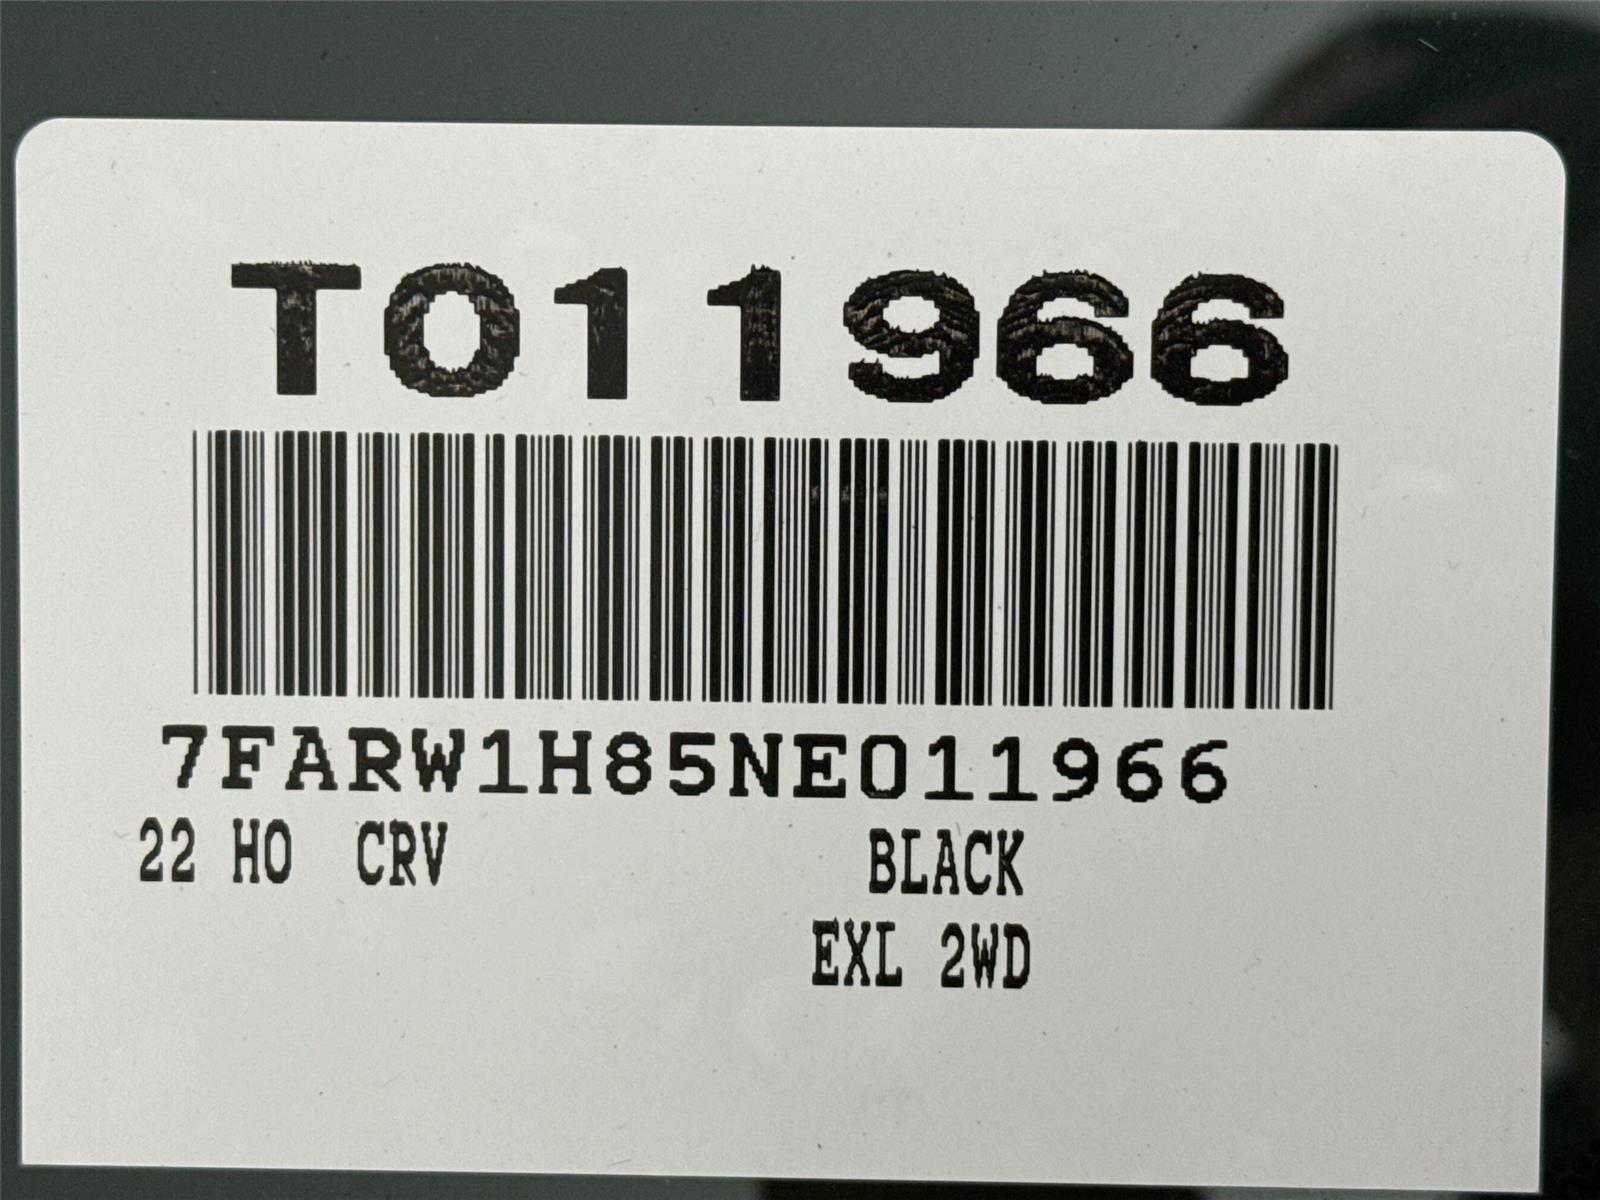 T011966
7FARW1H85NE011966
22 HO CRV BLACK
EXL 2WD